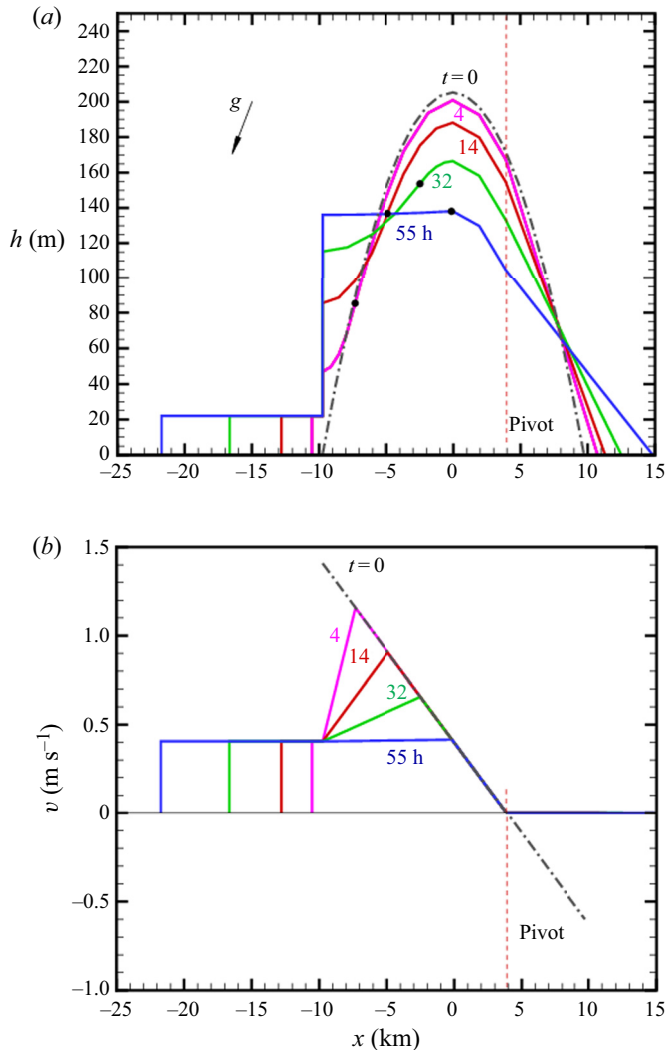 (a)
240
220
200
180
160
140
120
100
80
60
40
20
0
h (m)
g
t = 0
4
14
32
55 h
Pivot
–25 –20 –15 –10 –5 0 5 10 15
(b)
1.5
1.0
0.5
0
–0.5
–1.0
v (m s–1)
t = 0
4
14
32
55 h
Pivot
–25 –20 –15 –10 –5 0 5 10 15
x (km)